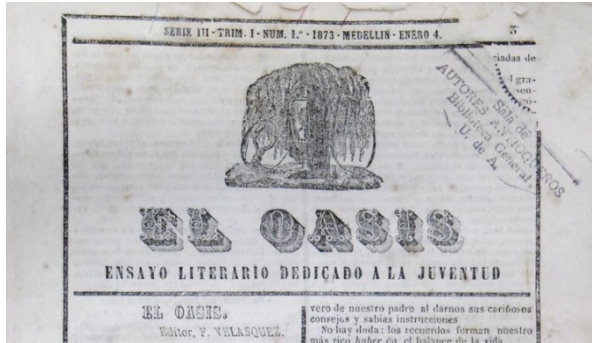 SERIE III - TRIM. I - NUM. 1.º - 1873 - MEDELLIN - ENERO 4.
Sala de
AUTORES ANTIOQUEÑOS
Biblioteca General
U. de A.
EL OASIS
ENSAYO LITERARIO DEDICADO A LA JUVENTUD
EL OASIS.
Editor, F. VELASQUEZ.
vero de nuestro padre al darnos sus cariñosos
consejos y sabias instrucciones
No hay duda: los recuerdos forman nuestro
más rico haber en el balance de la vida